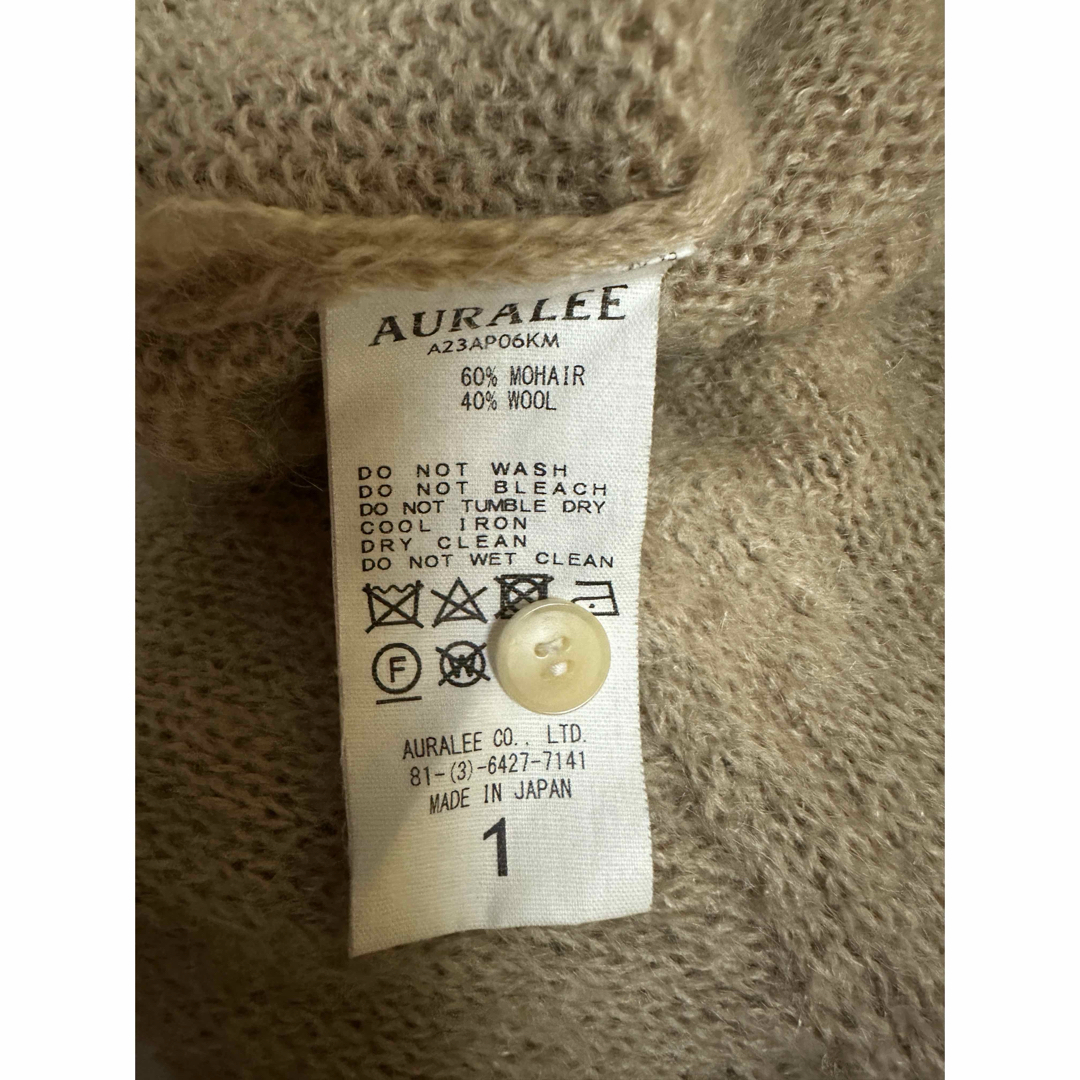 AURALEE
A23AP06KM
60% MOHAIR
40% WOOL
DO NOT WASH
DO NOT BLEACH
DO NOT TUMBLE DRY
COOL IRON
DRY CLEAN
DO NOT WET CLEAN
F W
AURALEE CO., LTD.
81-(3)-6427-7141
MADE IN JAPAN
1